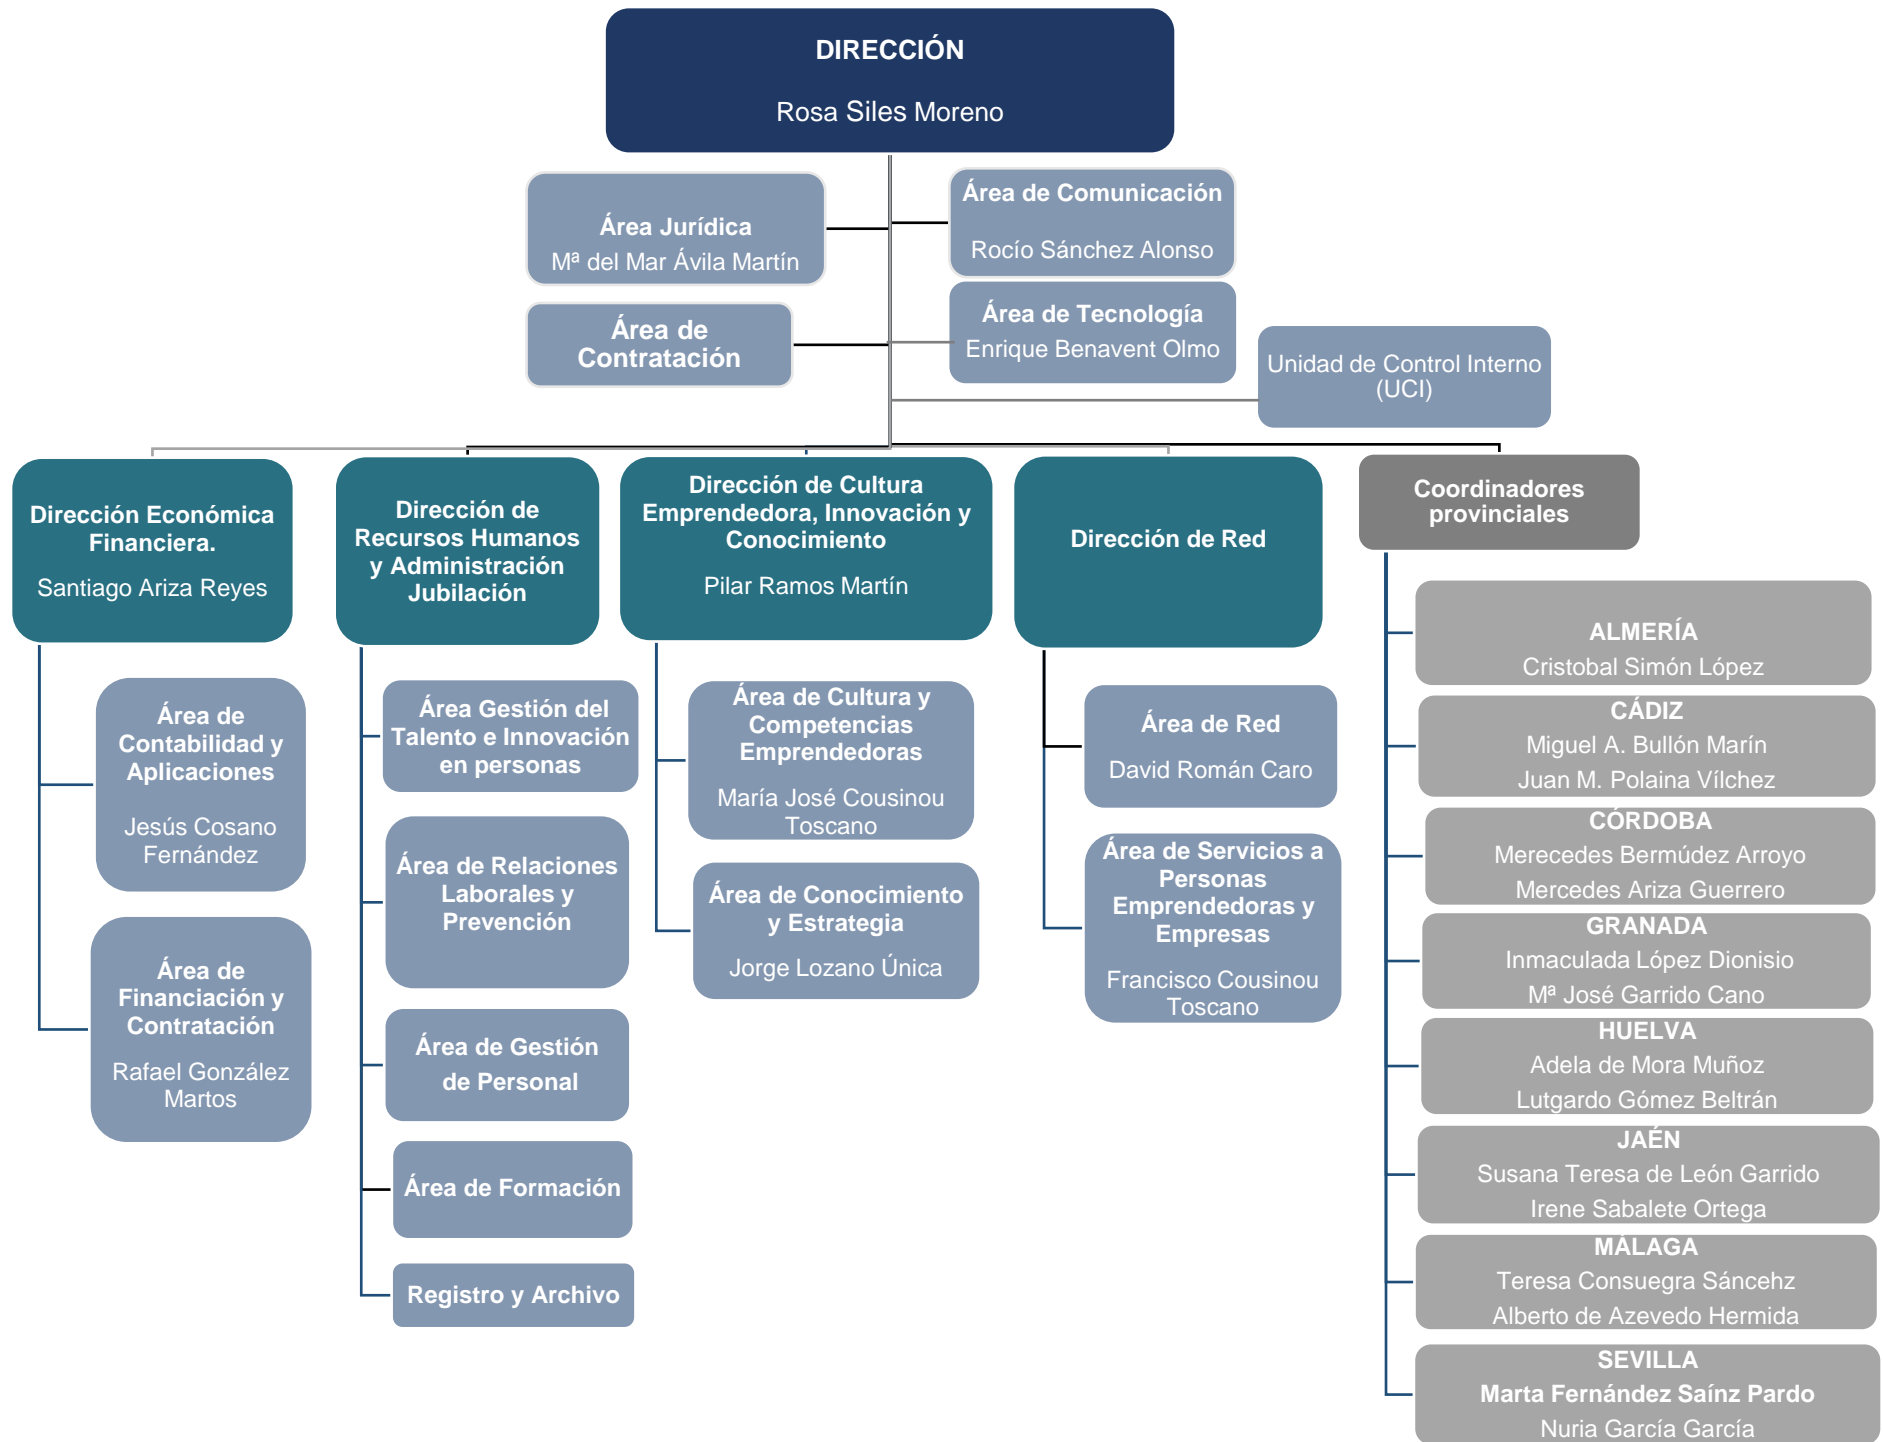 DIRECCIÓN
Rosa Siles Moreno
Área Jurídica
Mª del Mar Ávila Martín
Área de Comunicación
Rocío Sánchez Alonso
Área de
Contratación
Área de Tecnología
Enrique Benavent Olmo
Unidad de Control Interno
(UCI)
Dirección Económica
Financiera.
Santiago Ariza Reyes
Área de
Contabilidad y
Aplicaciones
Jesús Cosano
Fernández
Área de
Financiación y
Contratación
Rafael González
Martos
Dirección de
Recursos Humanos
y Administración
Jubilación
Área Gestión del
Talento e Innovación
en personas
Área de Relaciones
Laborales y
Prevención
Área de Gestión
de Personal
Área de Formación
Registro y Archivo
Dirección de Cultura
Emprendedora, Innovación y
Conocimiento
Pilar Ramos Martín
Área de Cultura y
Competencias
Emprendedoras
María José Cousinou
Toscano
Área de Conocimiento
y Estrategia
Jorge Lozano Única
Dirección de Red
Área de Red
David Román Caro
Área de Servicios a
Personas
Emprendedoras y
Empresas
Francisco Cousinou
Toscano
Coordinadores
provinciales
ALMERÍA
Cristobal Simón López
CÁDIZ
Miguel A. Bullón Marín
Juan M. Polaina Vílchez
CÓRDOBA
Merecedes Bermúdez Arroyo
Mercedes Ariza Guerrero
GRANADA
Inmaculada López Dionisio
Mª José Garrido Cano
HUELVA
Adela de Mora Muñoz
Lutgardo Gómez Beltrán
JAÉN
Susana Teresa de León Garrido
Irene Sabalete Ortega
MÁLAGA
Teresa Consuegra Sáncehz
Alberto de Azevedo Hermida
SEVILLA
Marta Fernández Saínz Pardo
Nuria García García